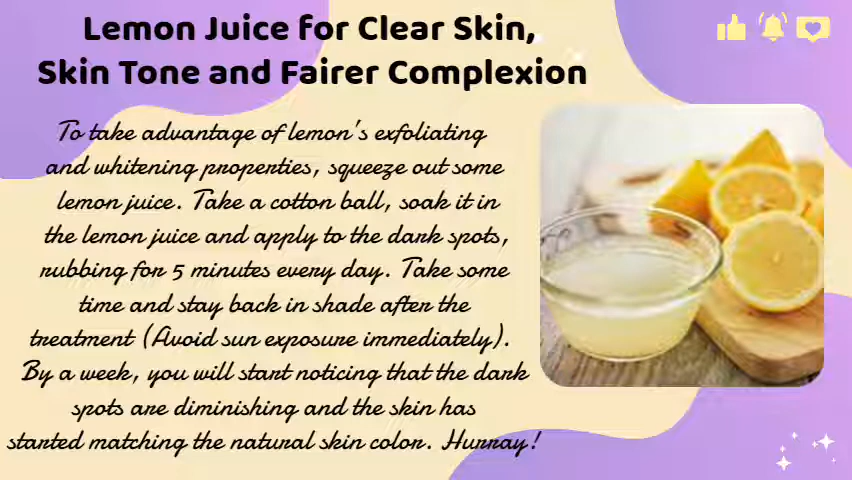 Lemon Juice for Clear Skin,
Skin Tone and Fairer Complexion
To take advantage of lemon's exfoliating
and whitening properties, squeeze out some
lemon juice. Take a cotton ball, soak it in
the lemon juice and apply to the dark spots,
rubbing for 5 minutes every day. Take some
time and stay back in shade after the
treatment (Avoid sun exposure immediately).
By a week, you will start noticing that the dark
spots are diminishing and the skin has
started matching the natural skin color. Hurray!